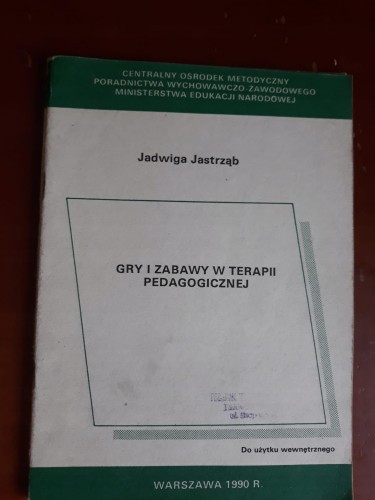 CENTRALNY OŚRODEK METODYCZNY
PORADNICTWA WYCHOWAWCZO-ZAWODOWEGO
MINISTERSTWA EDUKACJI NARODOWEJ
Jadwiga Jastrząb
GRY I ZABAWY W TERAPII
PEDAGOGICZNEJ
Do użytku wewnętrznego
WARSZAWA 1990 R.